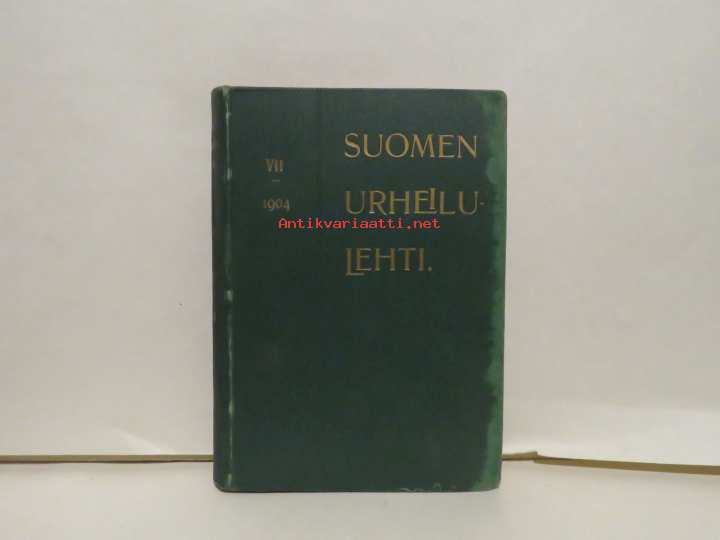 VII
1904
SUOMEN
URHEILU-
LEHTI.
Antikvariaatti.net